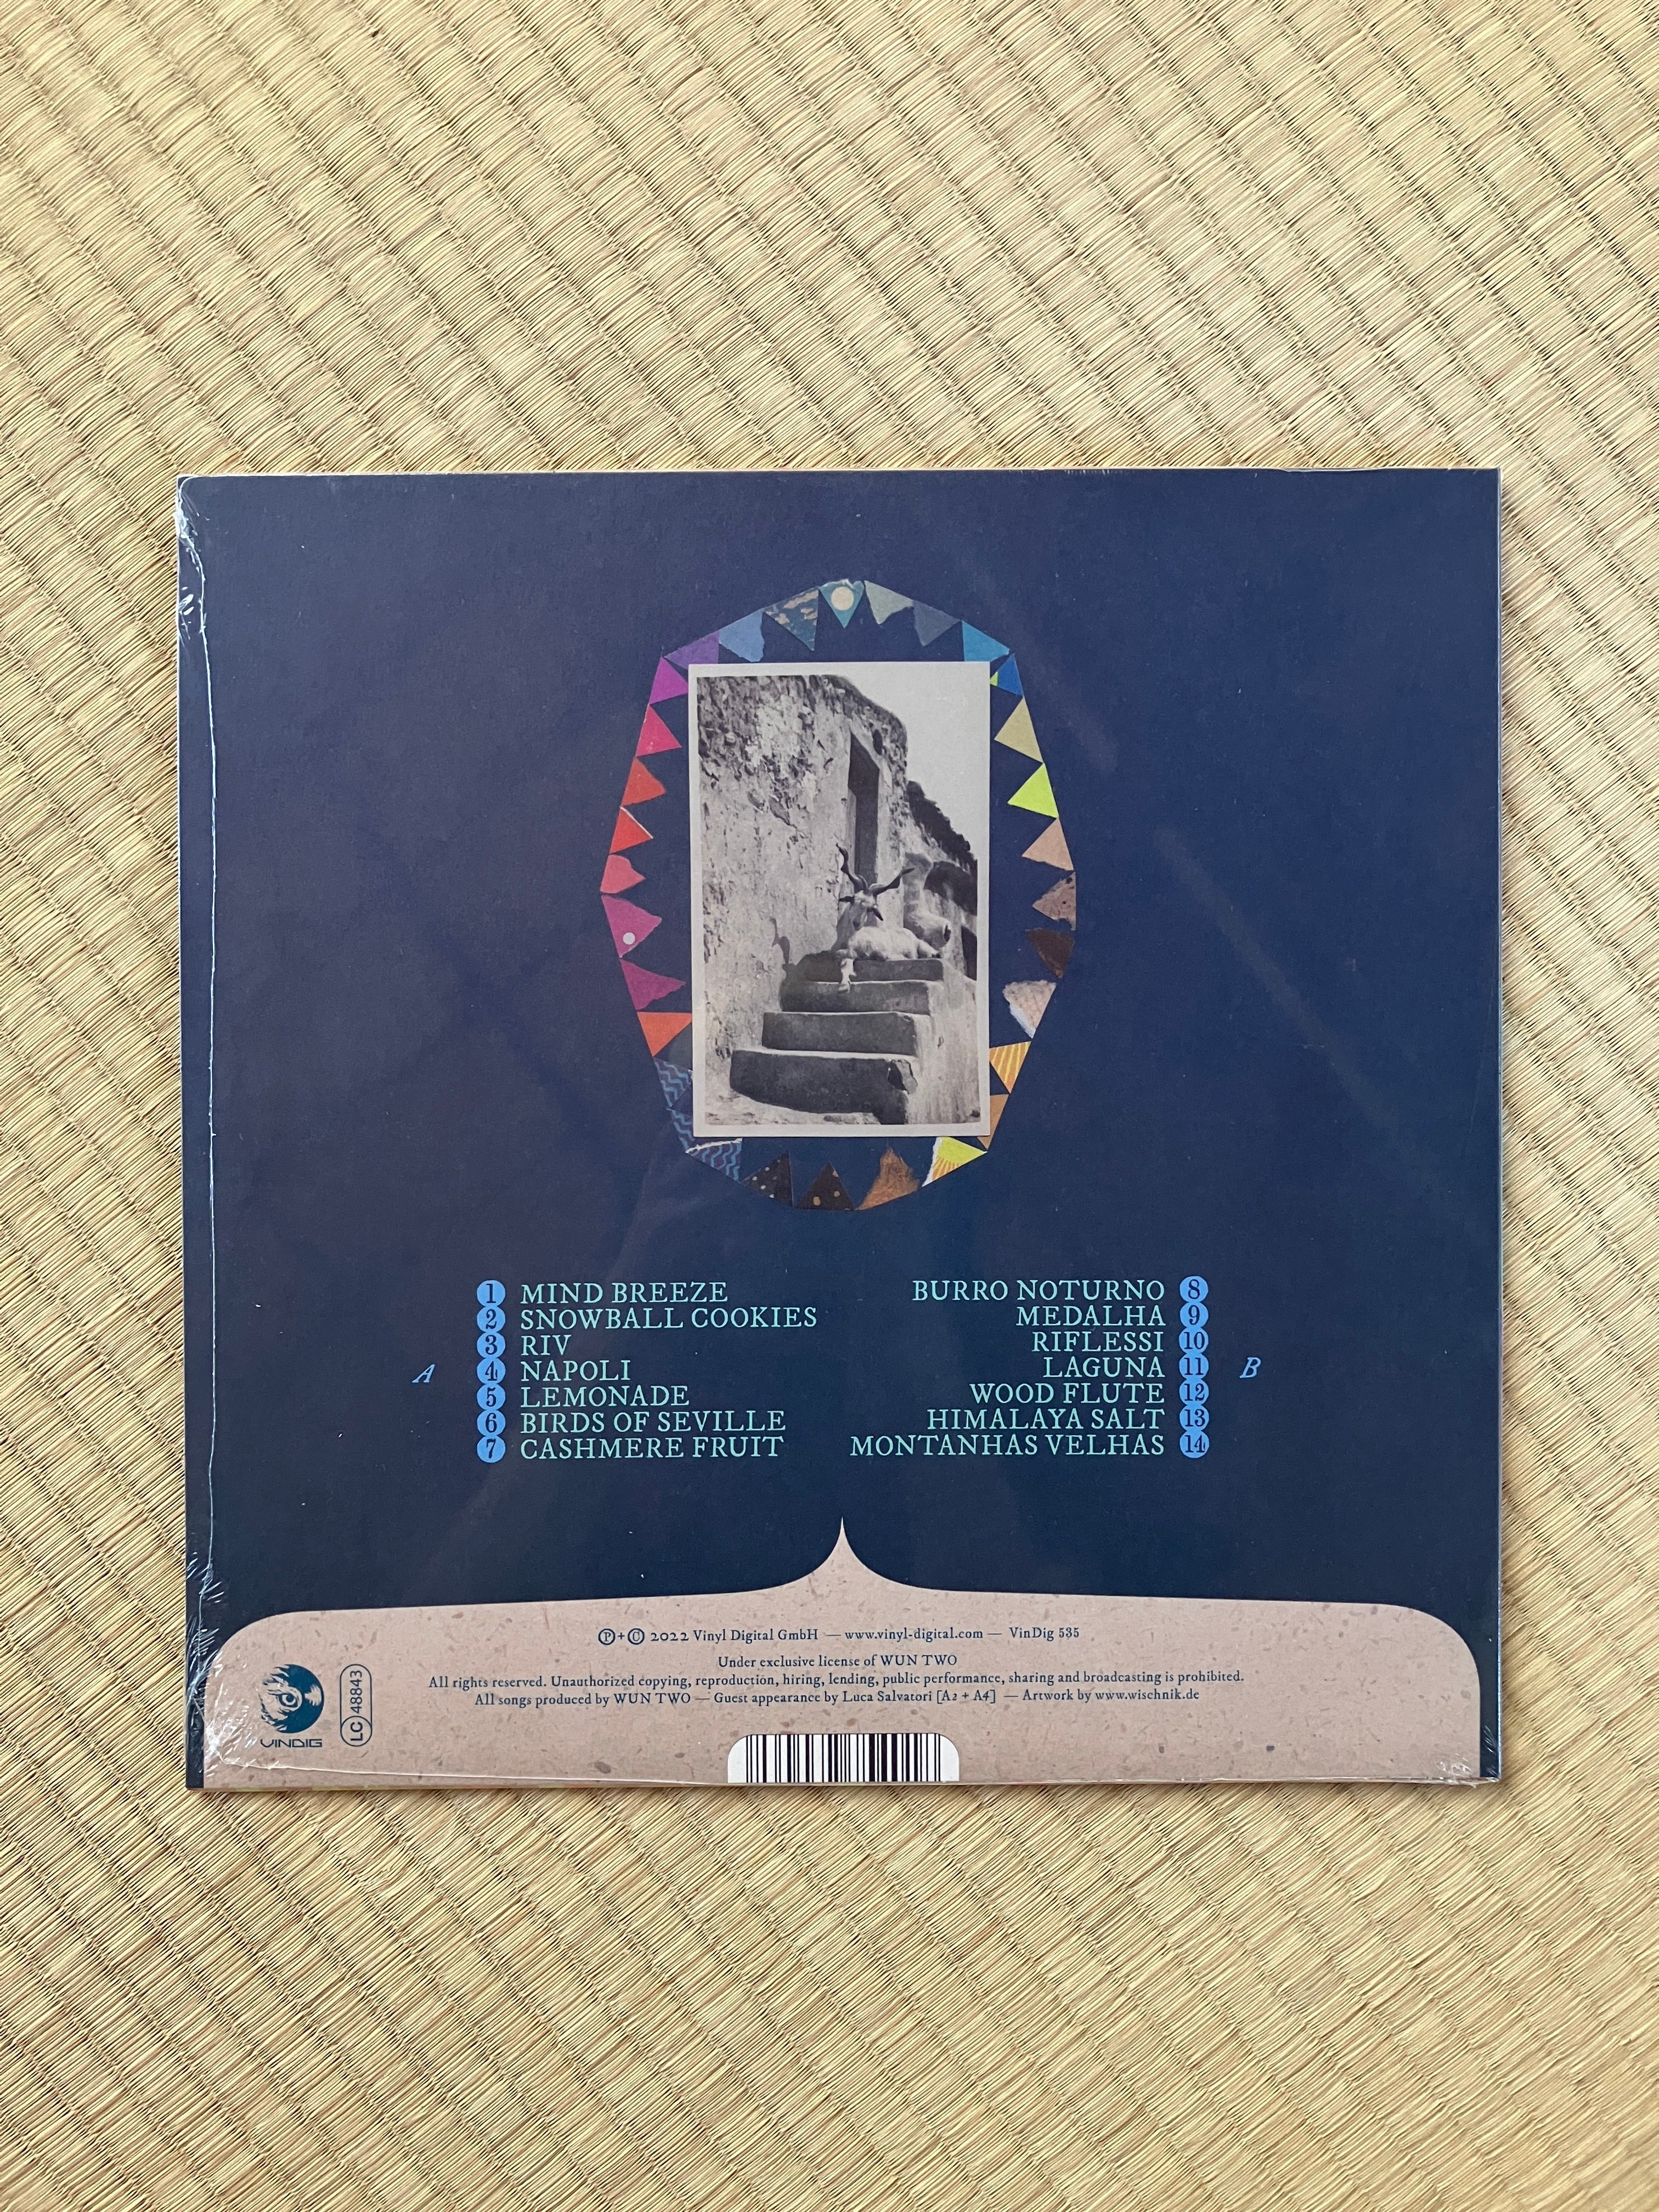 A
1 MIND BREEZE
2 SNOWBALL COOKIES
3 RIV
4 NAPOLI
5 LEMONADE
6 BIRDS OF SEVILLE
7 CASHMERE FRUIT
BURRO NOTURNO 8
MEDALHA 9
RIFLESSI 10
LAGUNA 11
WOOD FLUTE 12
HIMALAYA SALT 13
MONTANHAS VELHAS 14
B
Ⓟ+Ⓒ 2022 Vinyl Digital GmbH — www.vinyl-digital.com — VinDig 535
Under exclusive license of WUN TWO
All rights reserved. Unauthorized copying, reproduction, hiring, lending, public performance, sharing and broadcasting is prohibited.
All songs produced by WUN TWO — Guest appearance by Luca Salvatori [A2 + A4] — Artwork by www.wischnik.de
VINDIG
LC 48843